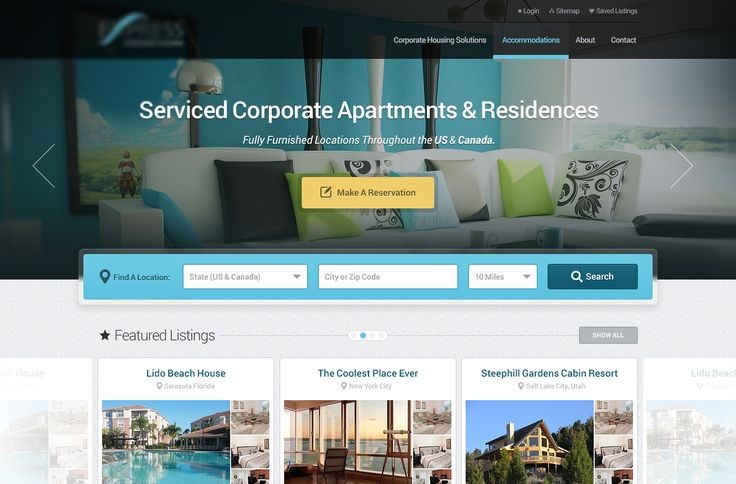 Login
Sitemap
Saved Listings
Corporate Housing Solutions
Accommodations
About
Contact
Serviced Corporate Apartments & Residences
Fully Furnished Locations Throughout the US & Canada.
Make A Reservation
Find A Location:
State (US & Canada)
City or Zip Code
10 Miles
Search
Featured Listings
SHOW ALL
h House
Lido Beach House
The Coolest Place Ever
Steephill Gardens Cabin Resort
Lido Bea
Sarasota Florida
New York City
Salt Lake City, Utah